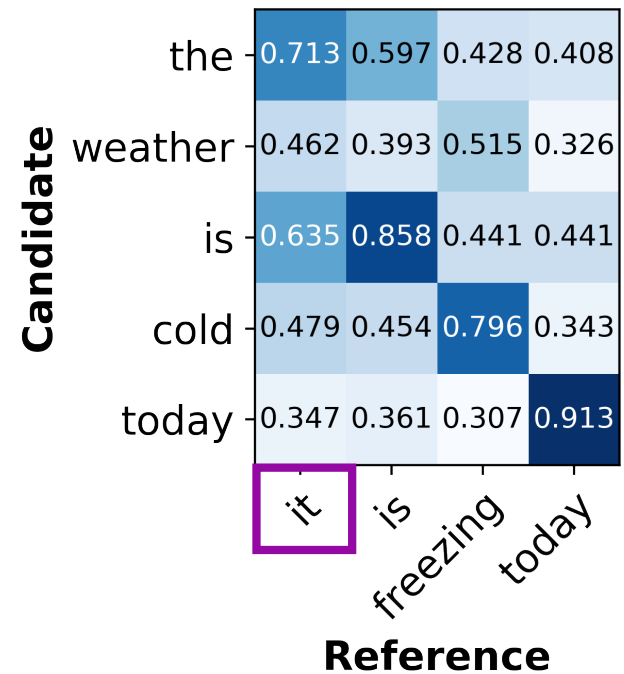 Candidate
the 0.713 0.597 0.428 0.408
weather 0.462 0.393 0.515 0.326
is 0.635 0.858 0.441 0.441
cold 0.479 0.454 0.796 0.343
today 0.347 0.361 0.307 0.913
it is freezing today
Reference